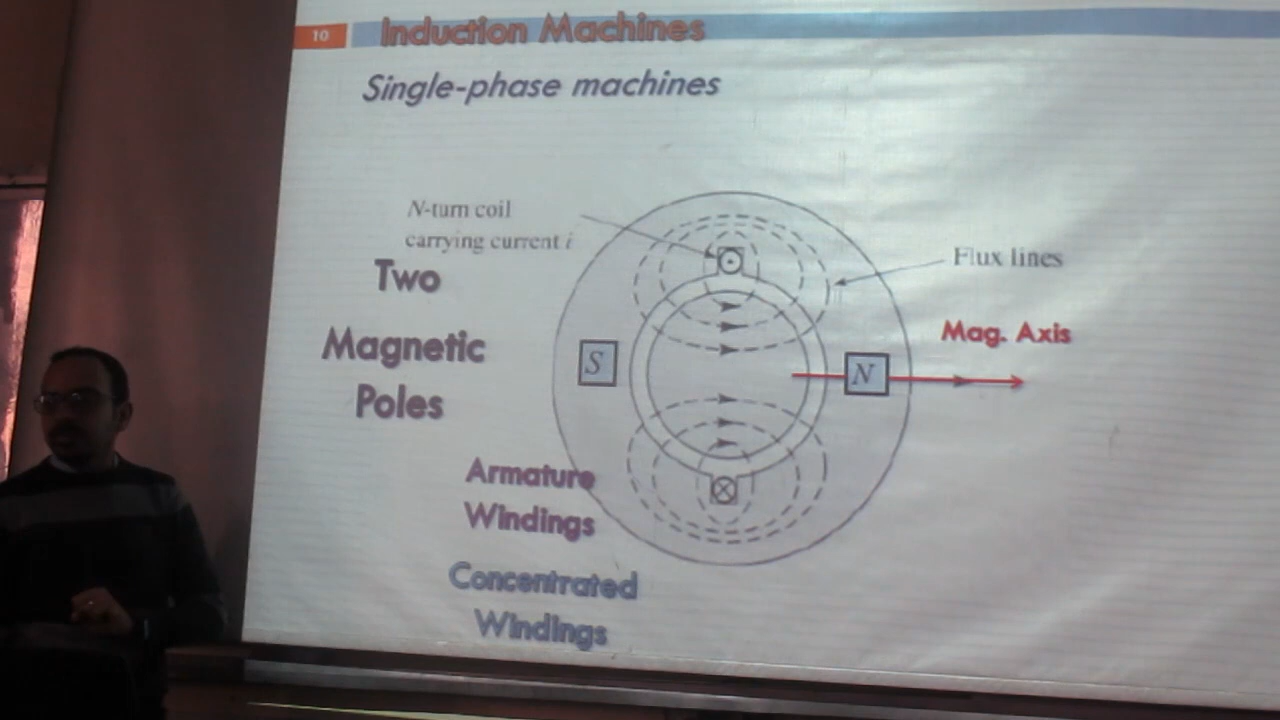 10
Induction Machines
Single-phase machines
N-turn coil
carrying current i
Flux lines
Two
Magnetic
Poles
Mag. Axis
S
N
Armature
Windings
Concentrated
Windings